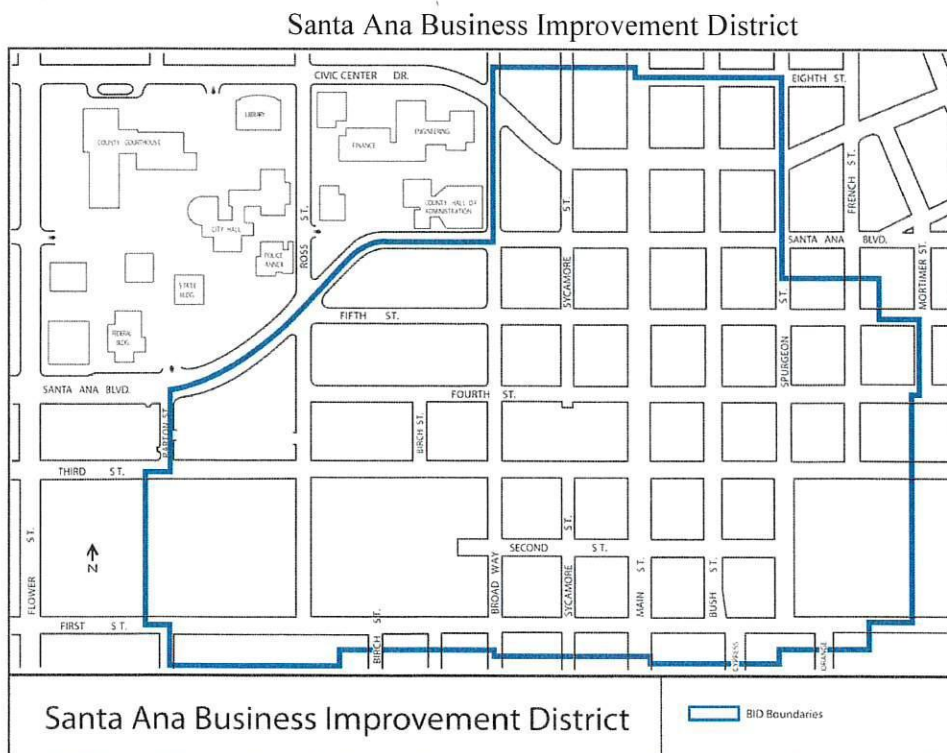 Santa Ana Business Improvement District
CIVIC CENTER DR.
EIGHTH ST.
LIBRARY
ENGINEERING
COUNTY COURTHOUSE
FINANCE
FRENCH ST.
COUNTY HALL OF
ADMINISTRATION
CITY HALL
ROSS ST.
SYCAMORE ST.
SANTA ANA BLVD.
MORTIMER ST.
POLICE
ANNEX
STATE
BLDG.
SPURGEON ST.
FIFTH ST.
FEDERAL
BLDG.
SANTA ANA BLVD.
FOURTH ST.
PARTON ST.
BIRCH ST.
THIRD ST.
N
FLOWER ST.
SECOND ST.
BROAD WAY
SYCAMORE ST.
MAIN ST.
BUSH ST.
FIRST ST.
BIRCH ST.
CYPRESS
ORANGE
Santa Ana Business Improvement District
BID Boundaries